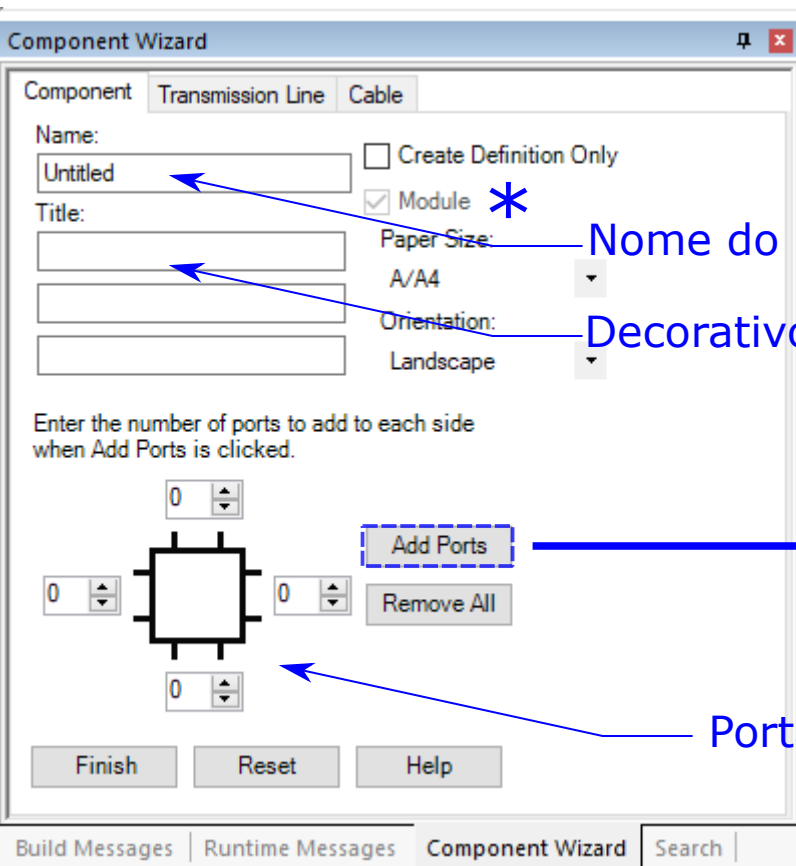 Component Wizard
Component Transmission Line Cable
Name:
Untitled
Create Definition Only
Title:
Module *
Paper Size:
Nome do
A/A4
Orientation:
Decorativo
Landscape
Enter the number of ports to add to each side
when Add Ports is clicked.
0
Add Ports
0 0
Remove All
0
Port
Finish Reset Help
Build Messages Runtime Messages Component Wizard Search